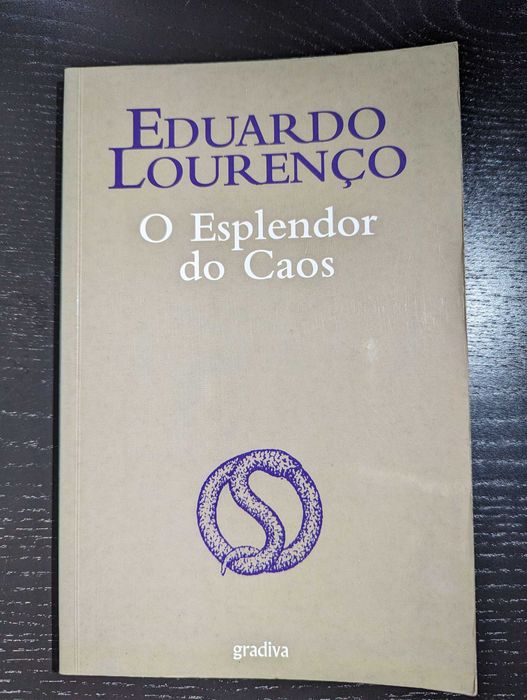 EDUARDO
LOURENÇO
O Esplendor
do Caos
gradiva